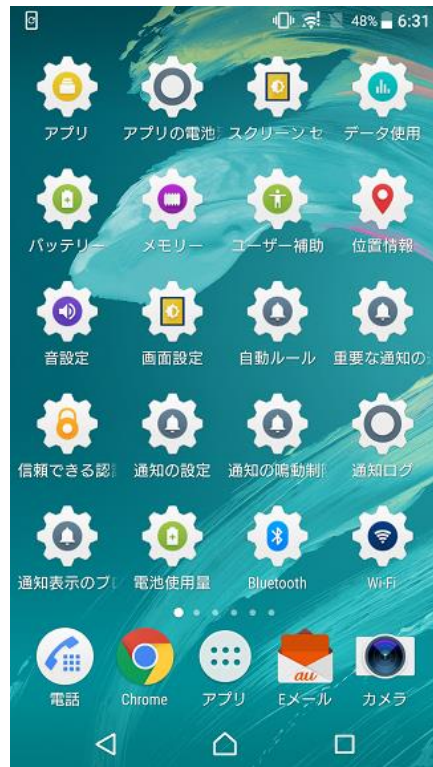 48% 6:31
アプリ アプリの電池 スクリーンセ データ使用
バッテリー メモリー ユーザー補助 位置情報
音設定 画面設定 自動ルール 重要な通知の
信頼できる認 通知の設定 通知の鳴動制 通知ログ
通知表示のブ 電池使用量 Bluetooth Wi-Fi
au
電話 Chrome アプリ Eメール カメラ